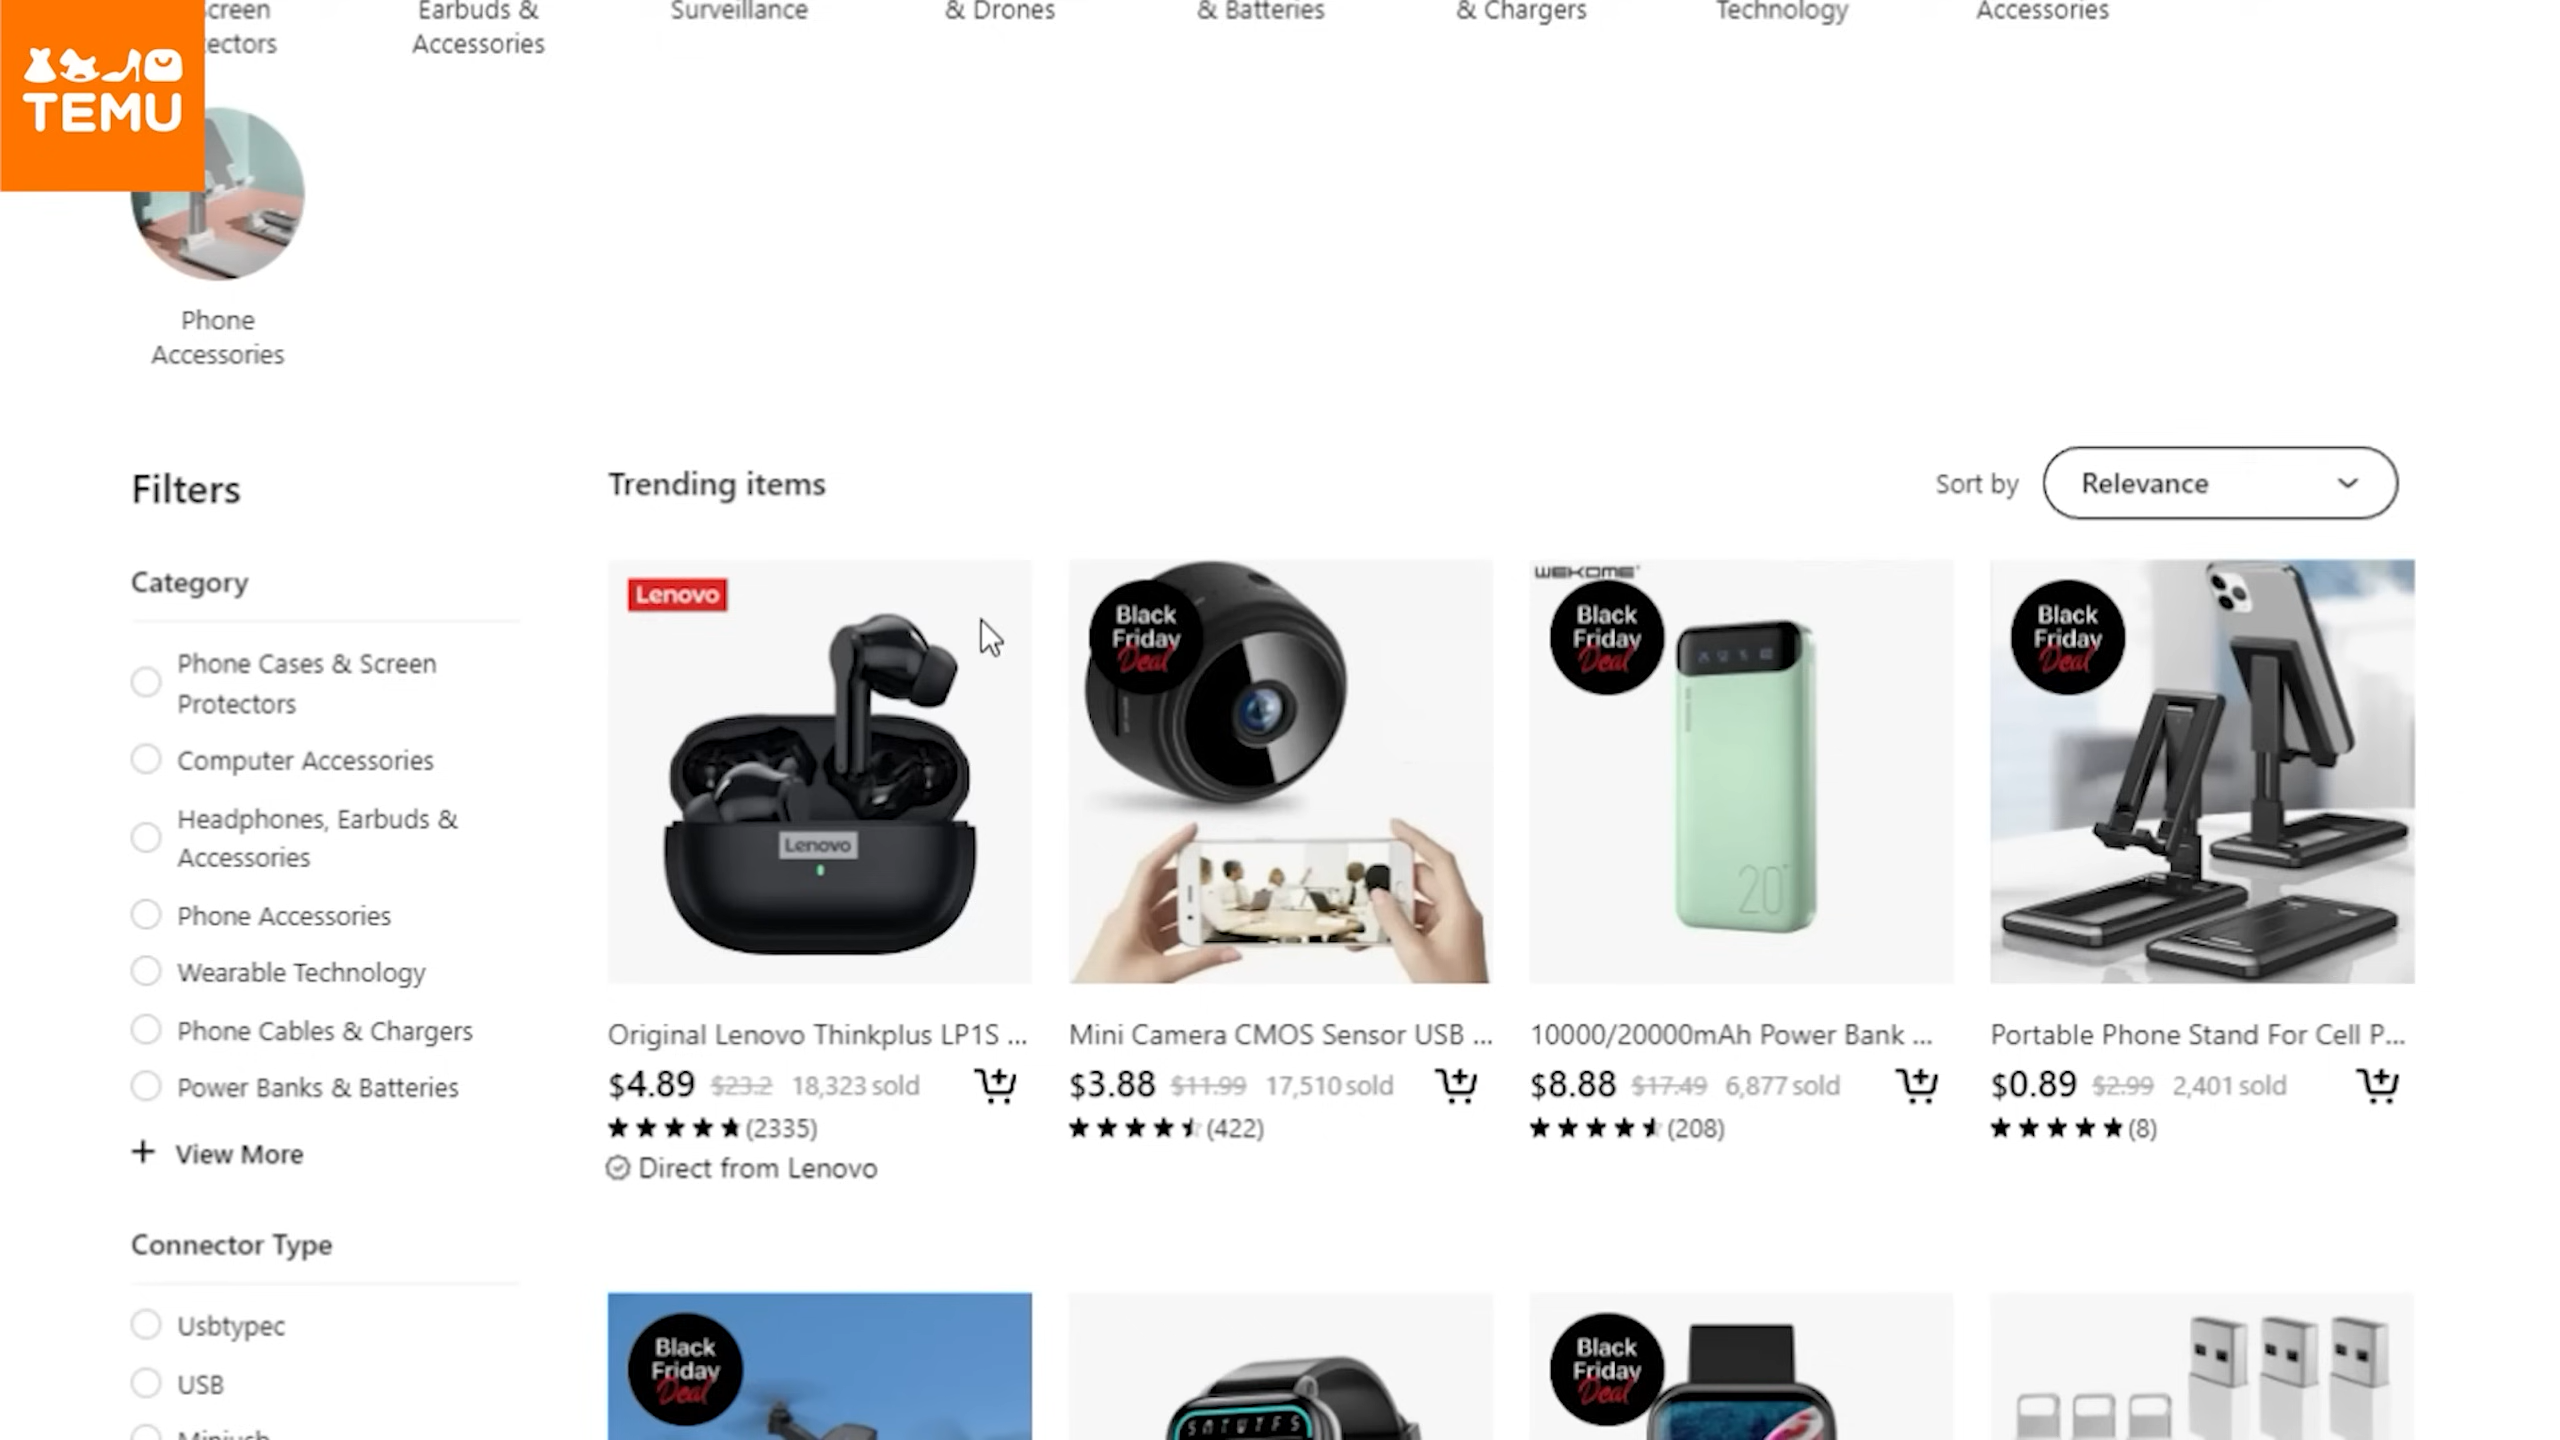 Earbuds &
Accessories
Surveillance
& Drones
& Batteries
& Chargers
Technology
Accessories
TEMU
Phone
Accessories
Filters
Trending items
Sort by
Relevance
Category
Phone Cases & Screen
Protectors
Computer Accessories
Headphones, Earbuds &
Accessories
Phone Accessories
Wearable Technology
Phone Cables & Chargers
Power Banks & Batteries
+ View More
Connector Type
Usbtypec
USB
Lenovo
Lenovo
Original Lenovo Thinkplus LP1S ...
$4.89 $23.2 18,323 sold
(2335)
Direct from Lenovo
Black
Friday
Deal
Mini Camera CMOS Sensor USB ...
$3.88 $11.99 17,510 sold
(422)
WEKOME
Black
Friday
Deal
20
10000/20000mAh Power Bank ...
$8.88 $17.49 6,877 sold
(208)
Black
Friday
Deal
Portable Phone Stand For Cell P...
$0.89 $2.99 2,401 sold
(8)
Black
Friday
Deal
Black
Friday
Deal